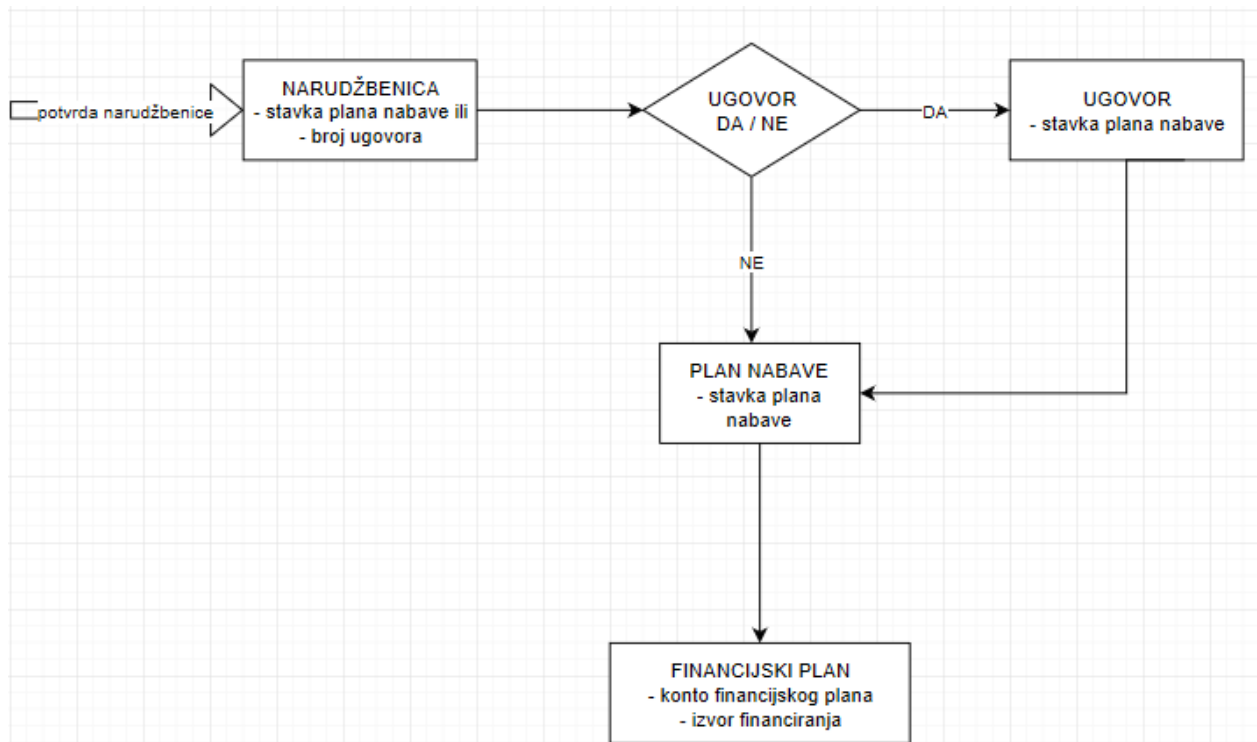 potvrda narudžbenice
NARUDŽBENICA
- stavka plana nabave ili
- broj ugovora
UGOVOR
DA / NE
DA
UGOVOR
- stavka plana nabave
NE
PLAN NABAVE
- stavka plana
nabave
FINANCIJSKI PLAN
- konto financijskog plana
- izvor financiranja